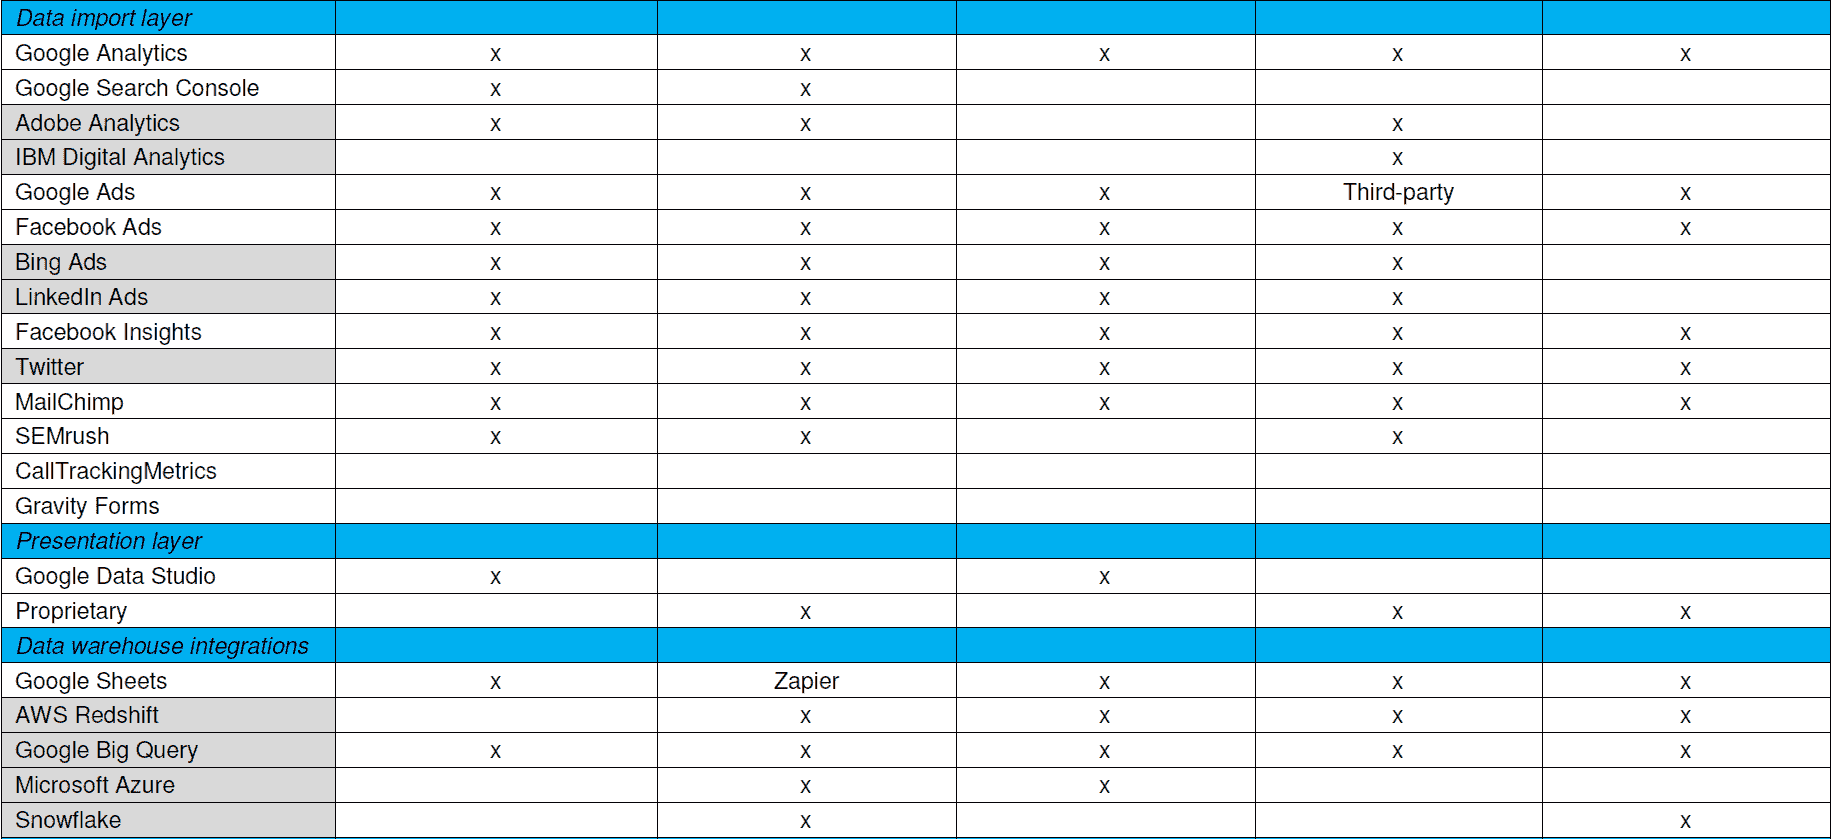 Data import layer
Google Analytics x x x x x
Google Search Console x x
Adobe Analytics x x x
IBM Digital Analytics x
Google Ads x x x Third-party x
Facebook Ads x x x x x
Bing Ads x x x x
LinkedIn Ads x x x x
Facebook Insights x x x x x
Twitter x x x x x
MailChimp x x x x x
SEMrush x x x
CallTrackingMetrics
Gravity Forms
Presentation layer
Google Data Studio x x
Proprietary x x x
Data warehouse integrations
Google Sheets x Zapier x x x
AWS Redshift x x x x
Google Big Query x x x x x
Microsoft Azure x x
Snowflake x x